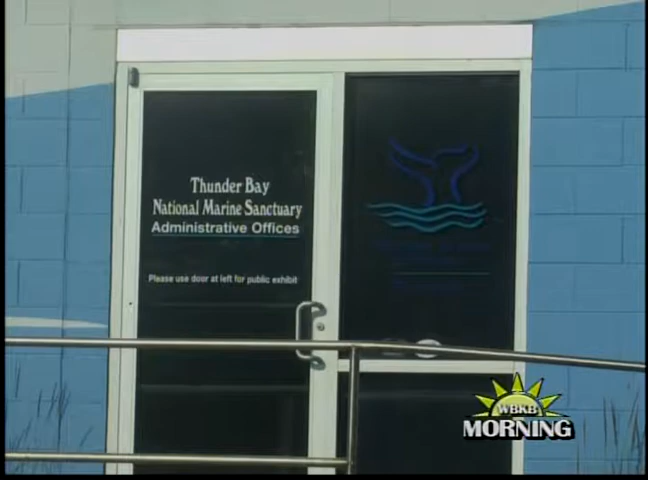 Thunder Bay
National Marine Sanctuary
Administrative Offices
Please use door at left for public exhibit
WBKB
MORNING